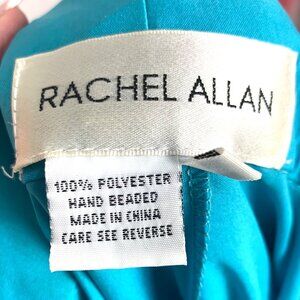 RACHEL ALLAN
100% POLYESTER
HAND BEADED
MADE IN CHINA
CARE SEE REVERSE